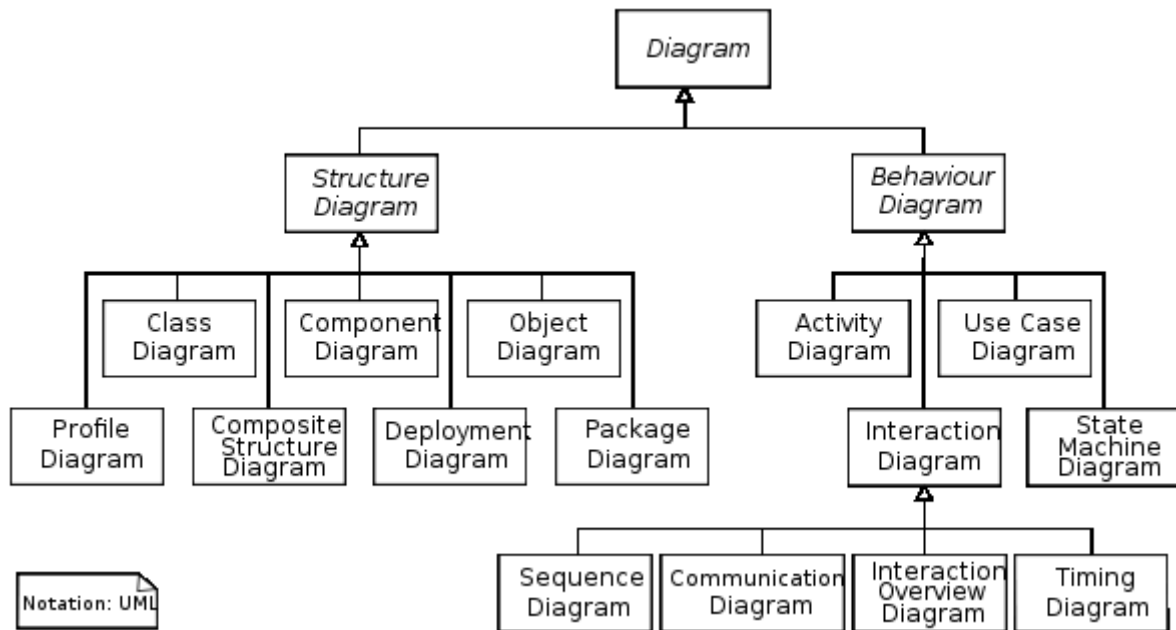 Diagram
Structure
Diagram
Behaviour
Diagram
Class
Diagram
Component
Diagram
Object
Diagram
Activity
Diagram
Use Case
Diagram
Profile
Diagram
Composite
Structure
Diagram
Deployment
Diagram
Package
Diagram
Interaction
Diagram
State
Machine
Diagram
Sequence
Diagram
Communication
Diagram
Interaction
Overview
Diagram
Timing
Diagram
Notation: UML